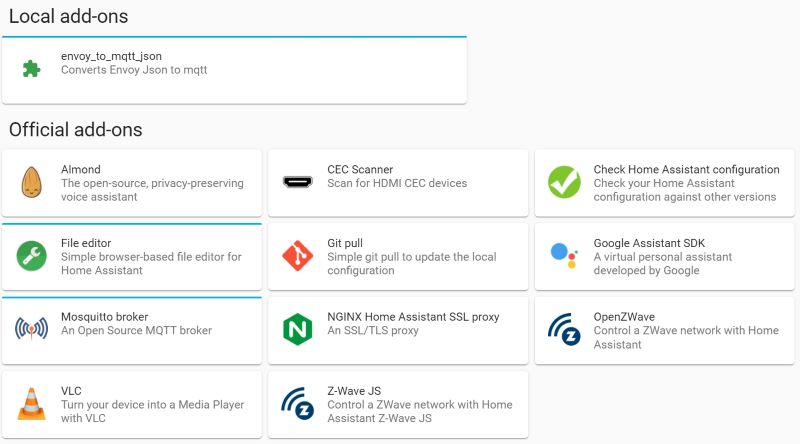 Local add-ons
envoy_to_mqtt_json
Converts Envoy Json to mqtt
Official add-ons
Almond
The open-source, privacy-preserving
voice assistant
CEC Scanner
Scan for HDMI CEC devices
Check Home Assistant configuration
Check your Home Assistant
configuration against other versions
File editor
Simple browser-based file editor for
Home Assistant
Git pull
Simple git pull to update the local
configuration
Google Assistant SDK
A virtual personal assistant
developed by Google
Mosquitto broker
An Open Source MQTT broker
NGINX Home Assistant SSL proxy
An SSL/TLS proxy
OpenZWave
Control a ZWave network with Home
Assistant
VLC
Turn your device into a Media Player
with VLC
Z-Wave JS
Control a ZWave network with Home
Assistant Z-Wave JS